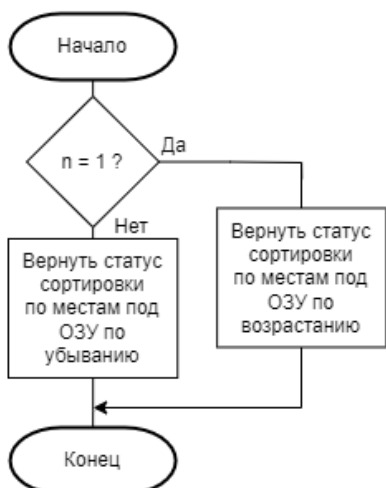 Начало
n = 1 ?
Да
Нет
Вернуть статус
сортировки
по местам под
ОЗУ по
убыванию
Вернуть статус
сортировки
по местам под
ОЗУ по
возрастанию
Конец